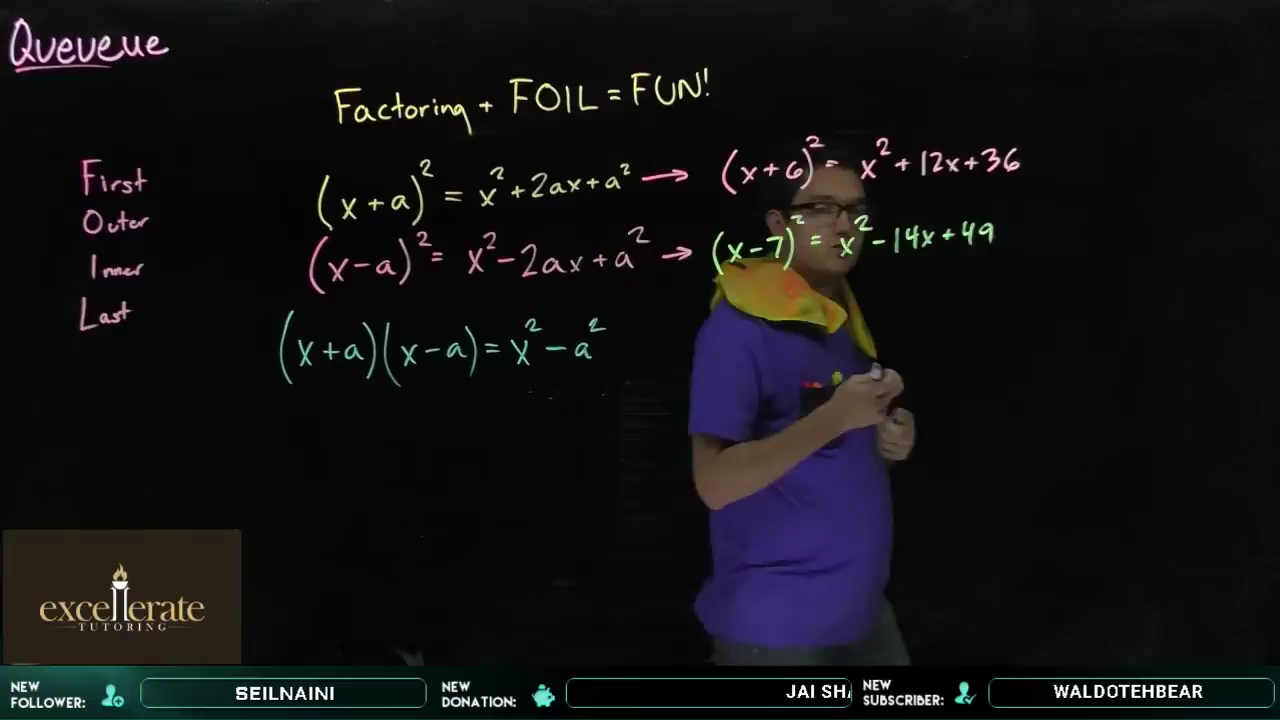 Queueue
Factoring + FOIL = FUN!
First
Outer
Inner
Last
(x+a)² = x²+2ax+a² → (x+6)² = x²+12x+36
(x-a)² = x²-2ax+a² → (x-7)² = x²-14x+49
(x+a)(x-a) = x²-a²
excellerate
TUTORING
NEW FOLLOWER: SEILNAINI
NEW DONATION: JAI SHA
NEW SUBSCRIBER: WALDOTEHBEAR